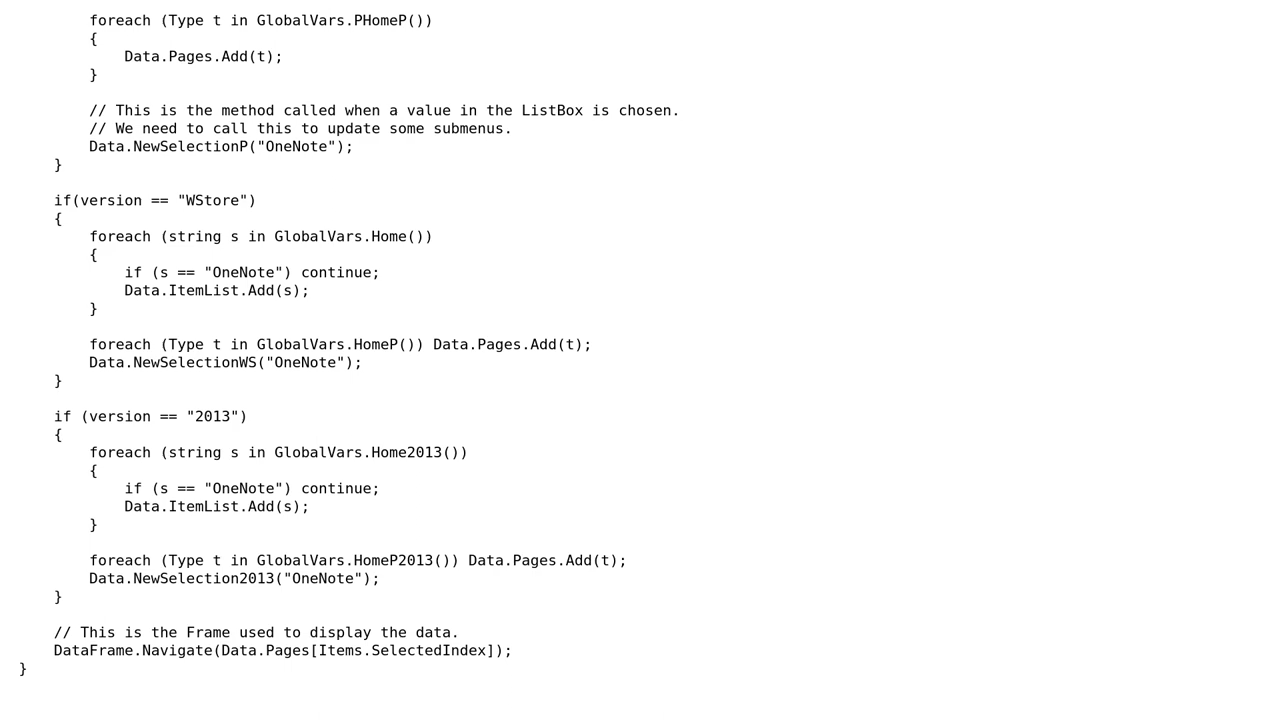 foreach (Type t in GlobalVars.PHomeP())
{
Data.Pages.Add(t);
}
// This is the method called when a value in the ListBox is chosen.
// We need to call this to update some submenus.
Data.NewSelectionP("OneNote");
}
if(version == "WStore")
{
foreach (string s in GlobalVars.Home())
{
if (s == "OneNote") continue;
Data.ItemList.Add(s);
}
foreach (Type t in GlobalVars.HomeP()) Data.Pages.Add(t);
Data.NewSelectionWS("OneNote");
}
if (version == "2013")
{
foreach (string s in GlobalVars.Home2013())
{
if (s == "OneNote") continue;
Data.ItemList.Add(s);
}
foreach (Type t in GlobalVars.HomeP2013()) Data.Pages.Add(t);
Data.NewSelection2013("OneNote");
}
// This is the Frame used to display the data.
DataFrame.Navigate(Data.Pages[Items.SelectedIndex]);
}